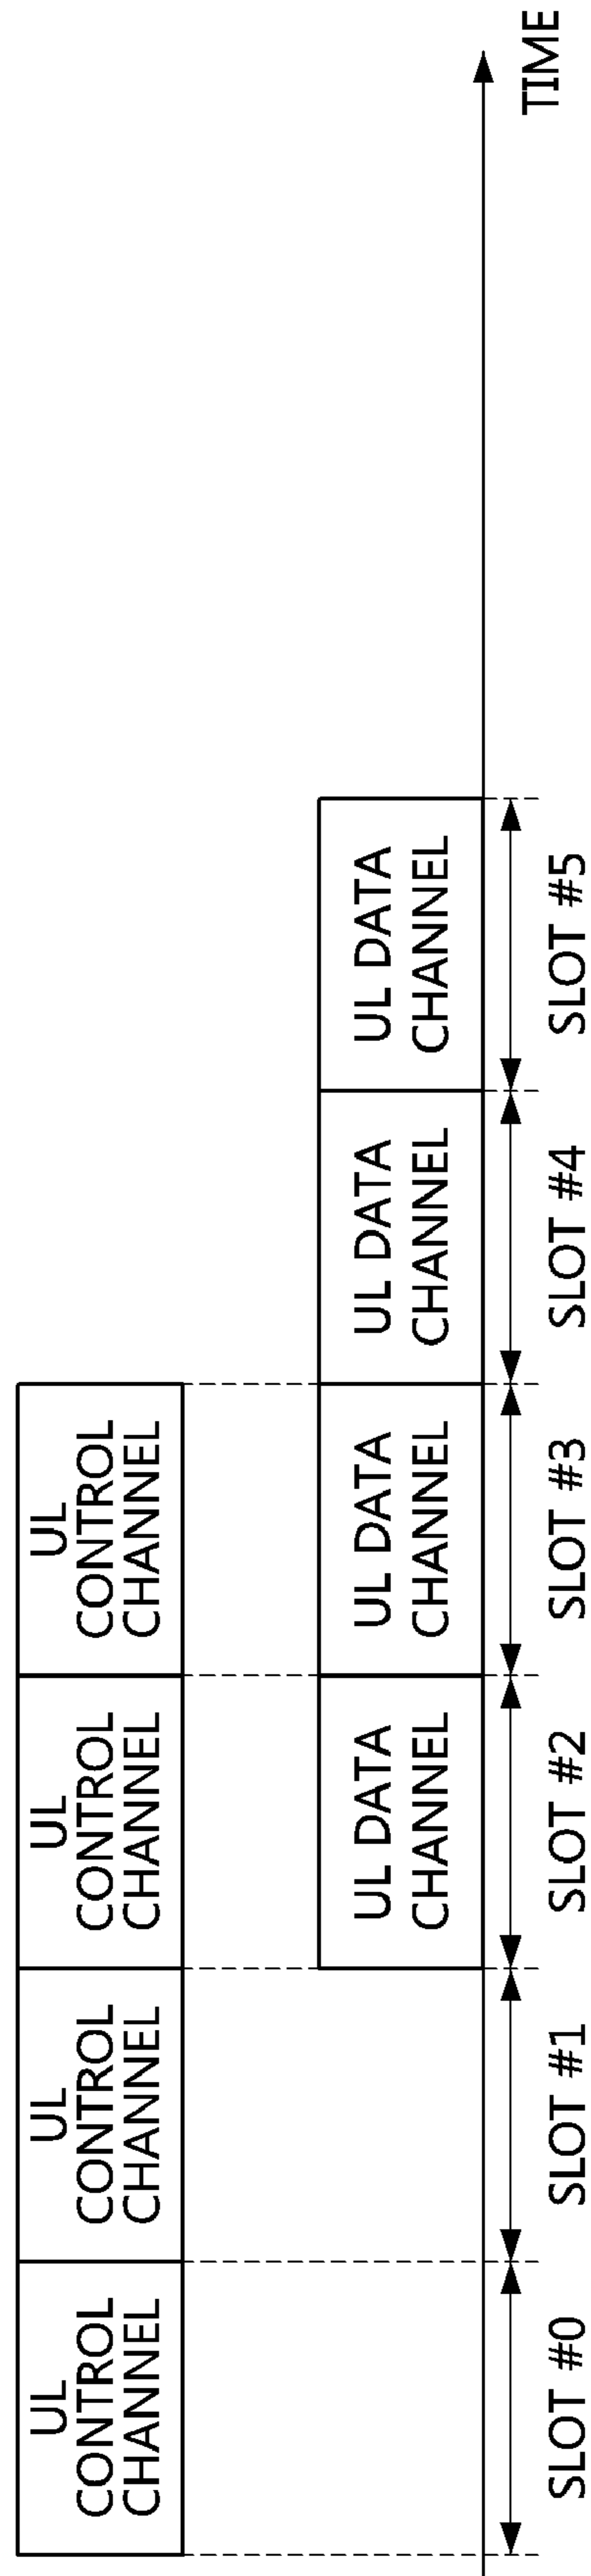 UL
CONTROL
CHANNEL
UL
CONTROL
CHANNEL
UL
CONTROL
CHANNEL
UL
CONTROL
CHANNEL
UL DATA
CHANNEL
UL DATA
CHANNEL
UL DATA
CHANNEL
UL DATA
CHANNEL
SLOT #0
SLOT #1
SLOT #2
SLOT #3
SLOT #4
SLOT #5
TIME